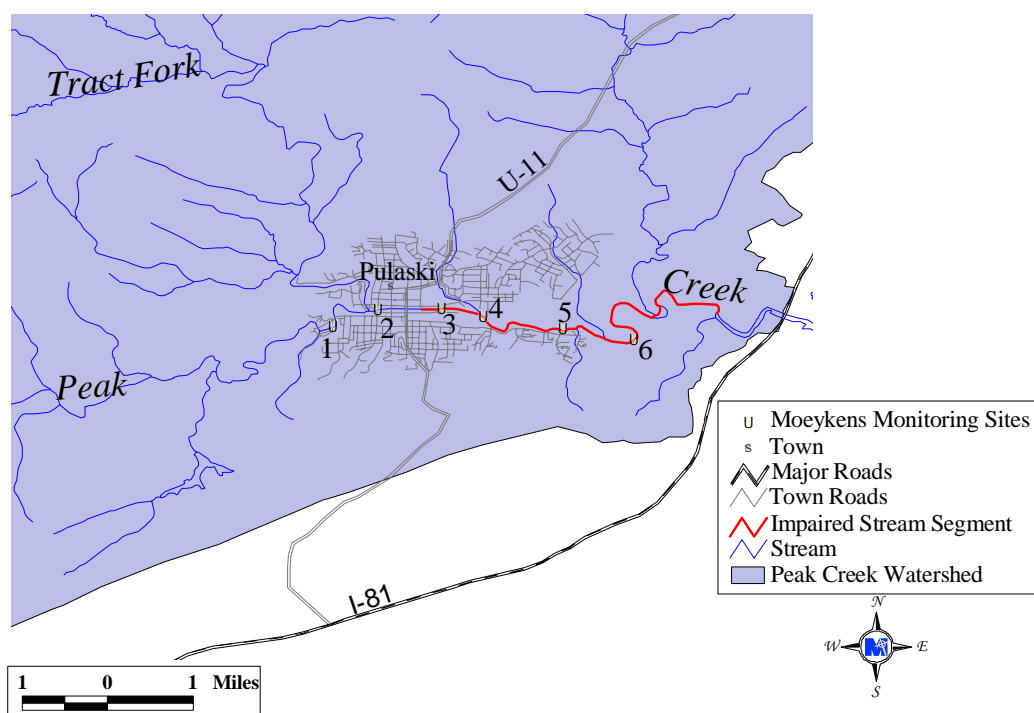 Tract Fork
U-11
Pulaski
s
Creek
U
1
U
2
U
3
U
4
U
5
U
6
Peak
I-81
U Moeykens Monitoring Sites
s Town
Major Roads
Town Roads
Impaired Stream Segment
Stream
Peak Creek Watershed
N
W E
S
1 0 1 Miles